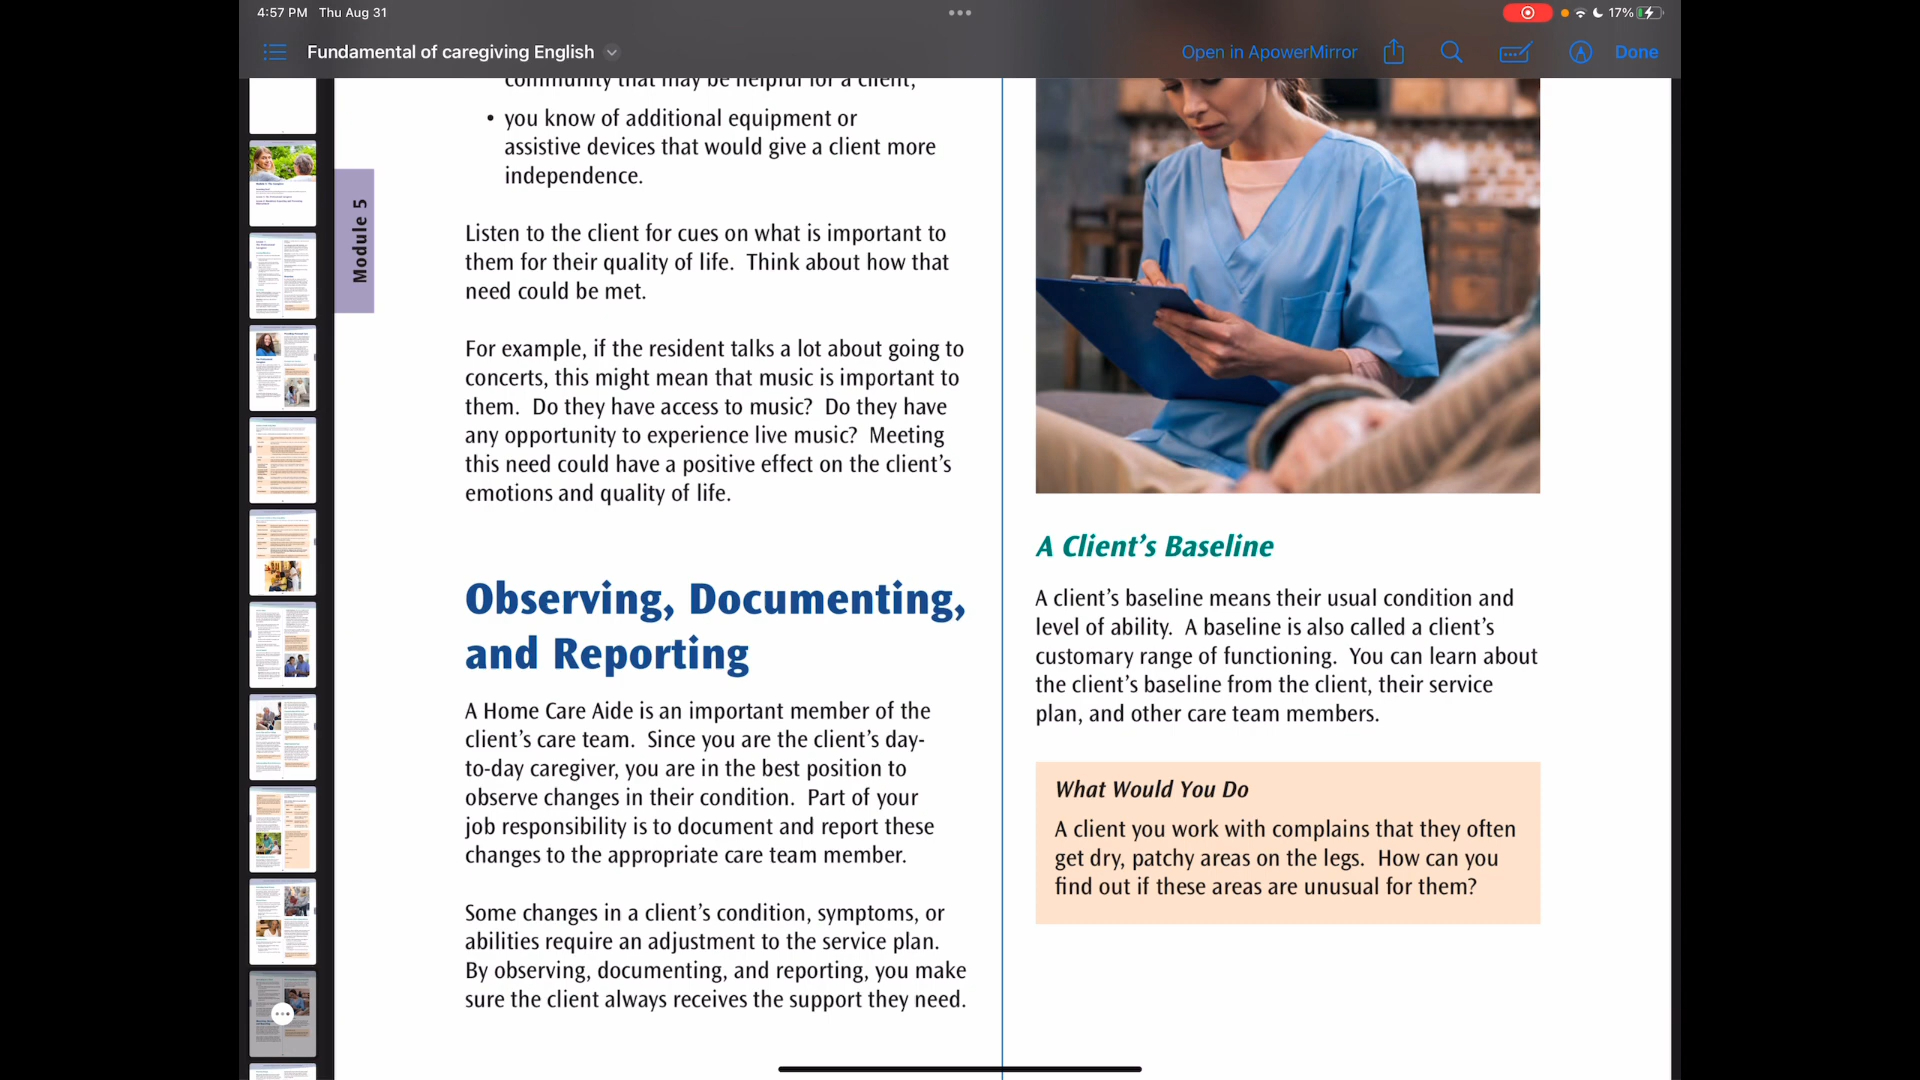 4:57 PM Thu Aug 31
17%
Fundamental of caregiving English
Open in ApowerMirror
Done
community that may be helpful for a client,
• you know of additional equipment or
assistive devices that would give a client more
independence.
Module 5
Listen to the client for cues on what is important to
them for their quality of life. Think about how that
need could be met.
For example, if the resident talks a lot about going to
concerts, this might mean that music is important to
them. Do they have access to music? Do they have
any opportunity to experience live music? Meeting
this need could have a positive effect on the client's
emotions and quality of life.
Observing, Documenting,
and Reporting
A Home Care Aide is an important member of the
client's care team. Since you are the client's day-
to-day caregiver, you are in the best position to
observe changes in their condition. Part of your
job responsibility is to document and report these
changes to the appropriate care team member.
Some changes in a client's condition, symptoms, or
abilities require an adjustment to the service plan.
By observing, documenting, and reporting, you make
sure the client always receives the support they need.
A Client's Baseline
A client's baseline means their usual condition and
level of ability. A baseline is also called a client's
customary range of functioning. You can learn about
the client's baseline from the client, their service
plan, and other care team members.
What Would You Do
A client you work with complains that they often
get dry, patchy areas on the legs. How can you
find out if these areas are unusual for them?